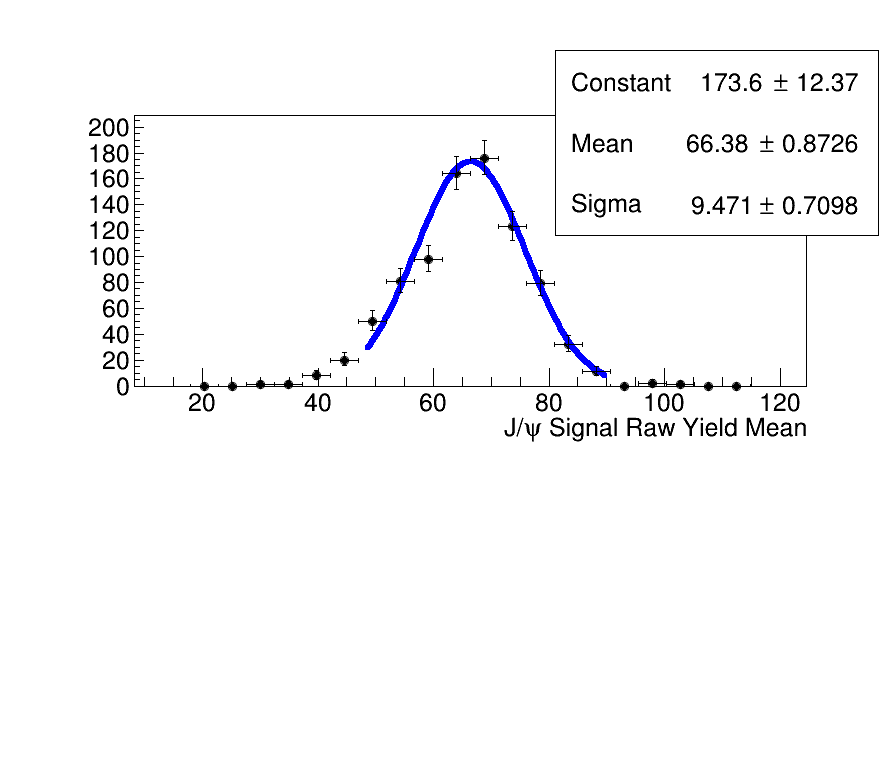 Constant 173.6 ± 12.37
Mean 66.38 ± 0.8726
Sigma 9.471 ± 0.7098
200
180
160
140
120
100
80
60
40
20
0
20 40 60 80 100 120
J/ψ Signal Raw Yield Mean